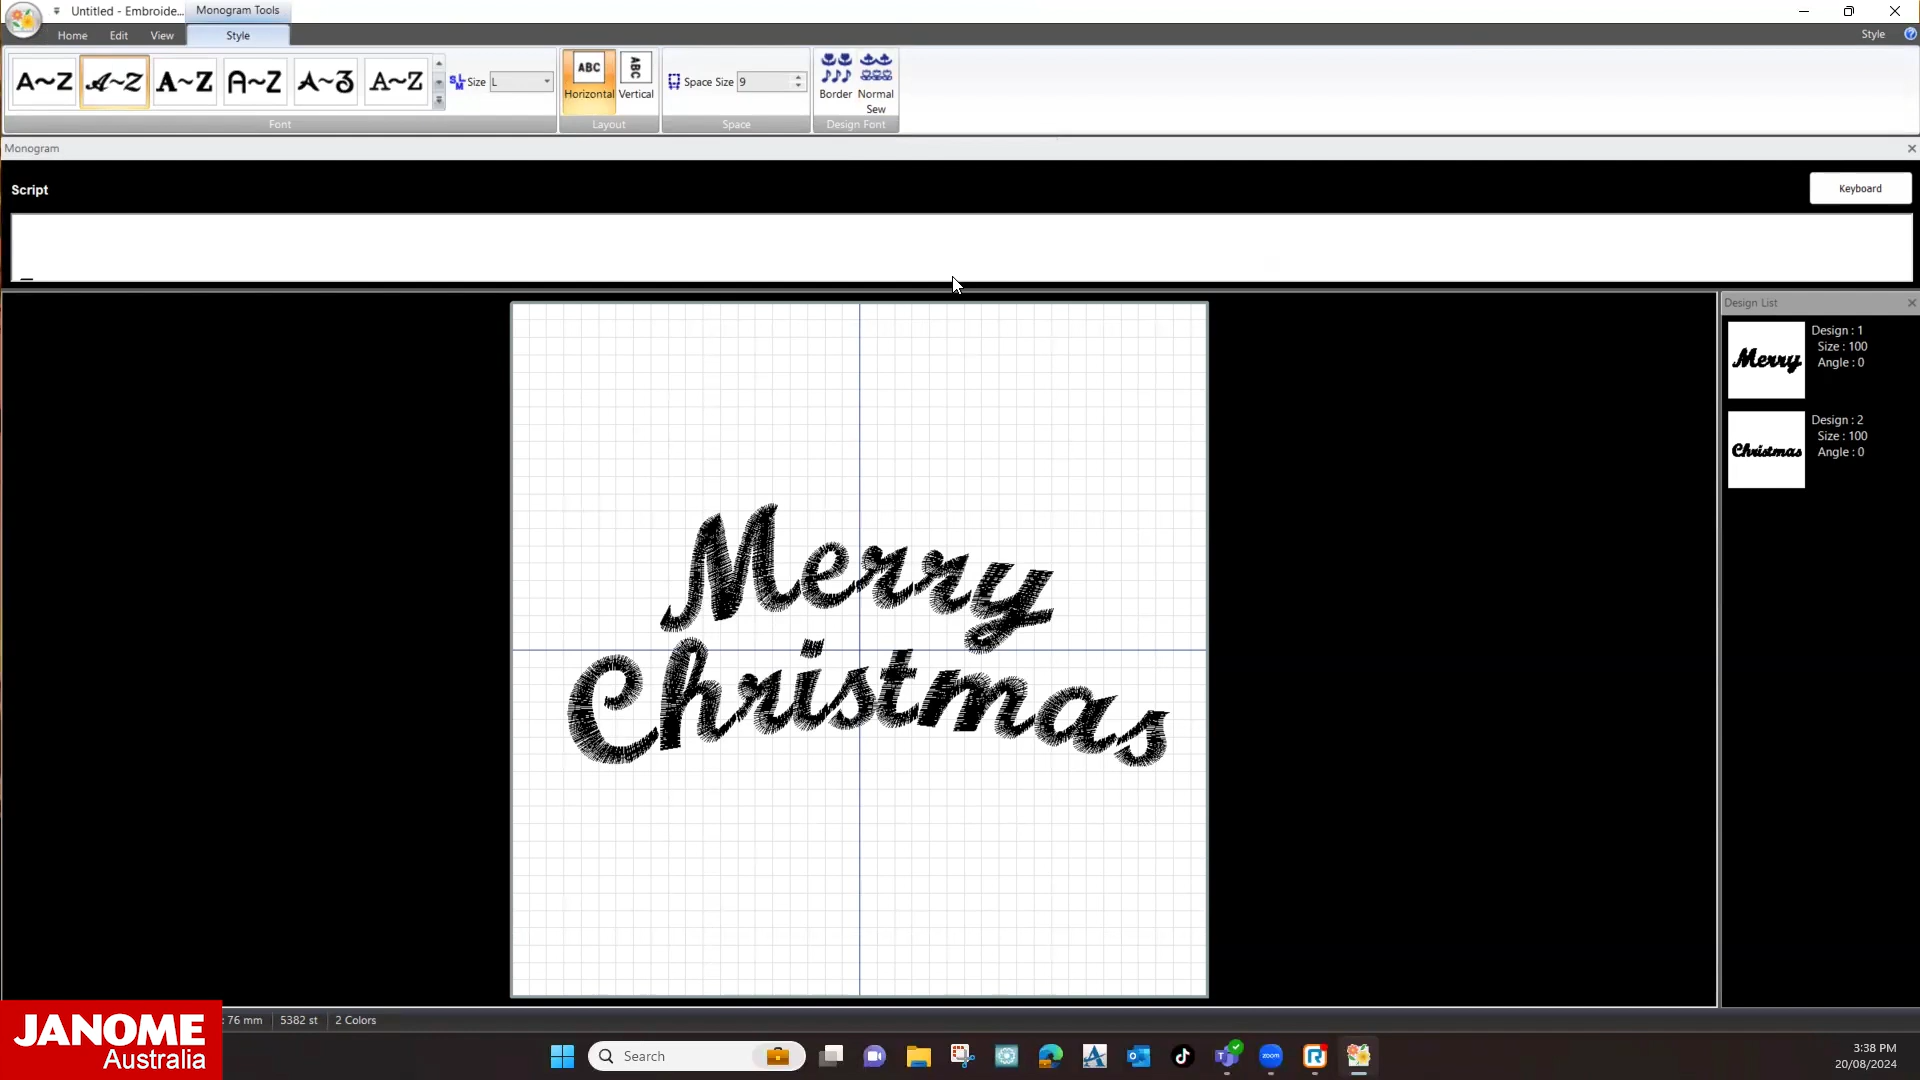 Untitled - Embroide...
Monogram Tools
Home
Edit
View
Style
Style
A~Z
A~Z
A~Z
A~Z
A~Z
A~Z
Size L
ABC
Horizontal
ABC
Vertical
Space Size 9
Border
Normal
Sew
Font
Layout
Space
Design Font
Monogram
Script
Keyboard
Design List
Merry
Design : 1
Size : 100
Angle : 0
Christmas
Design : 2
Size : 100
Angle : 0
Merry
Christmas
JANOME
Australia
: 76 mm
5382 st
2 Colors
Search
zoom
3:38 PM
20/08/2024